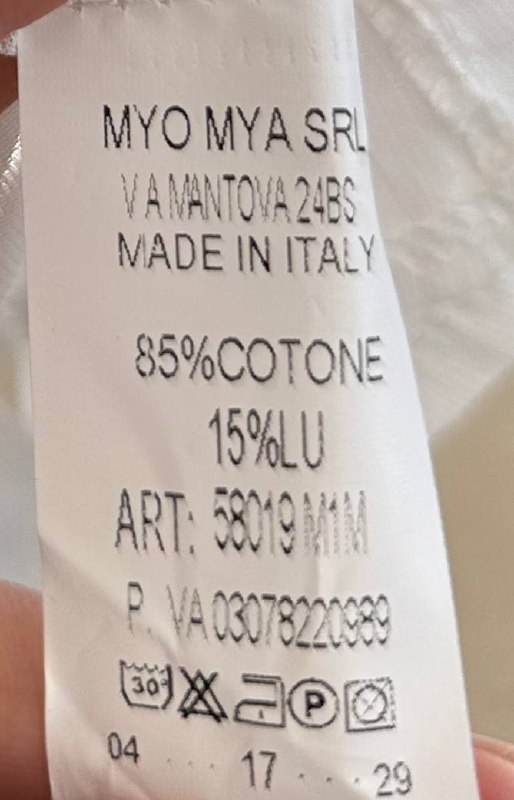 MYO MYA SRL
V A MANTOVA 24BS
MADE IN ITALY
85%COTONE
15%LU
ART: 58019 M1M
P. VA 03078220989
30 P
04 ... 17 ... 29